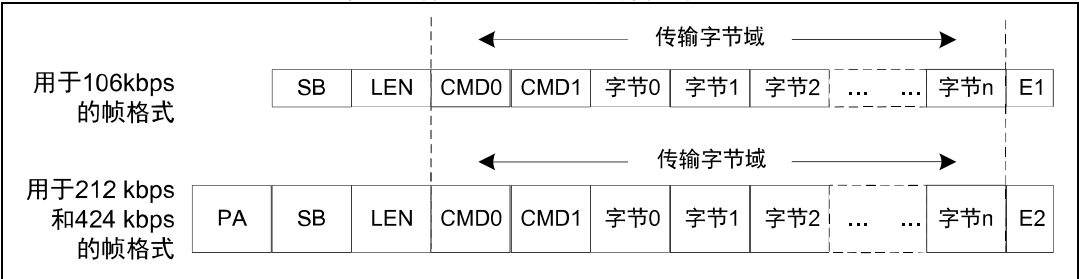 传输字节域
用于106kbps
的帧格式
SB LEN CMD0 CMD1 字节0 字节1 字节2 ... ... 字节n E1
传输字节域
用于212 kbps
和424 kbps
的帧格式
PA SB LEN CMD0 CMD1 字节0 字节1 字节2 ... ... 字节n E2